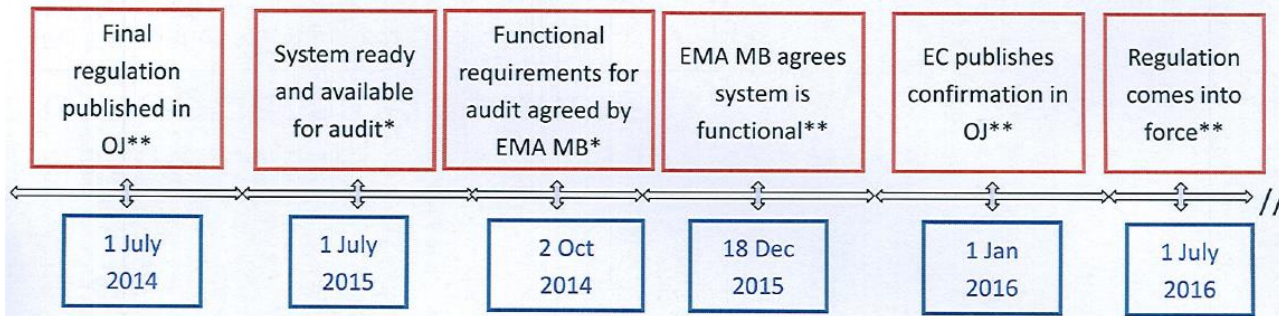 Final
regulation
published in
OJ**
System ready
and available
for audit*
Functional
requirements for
audit agreed by
EMA MB*
EMA MB agrees
system is
functional**
EC publishes
confirmation in
OJ**
Regulation
comes into
force**
//
1 July
2014
1 July
2015
2 Oct
2014
18 Dec
2015
1 Jan
2016
1 July
2016